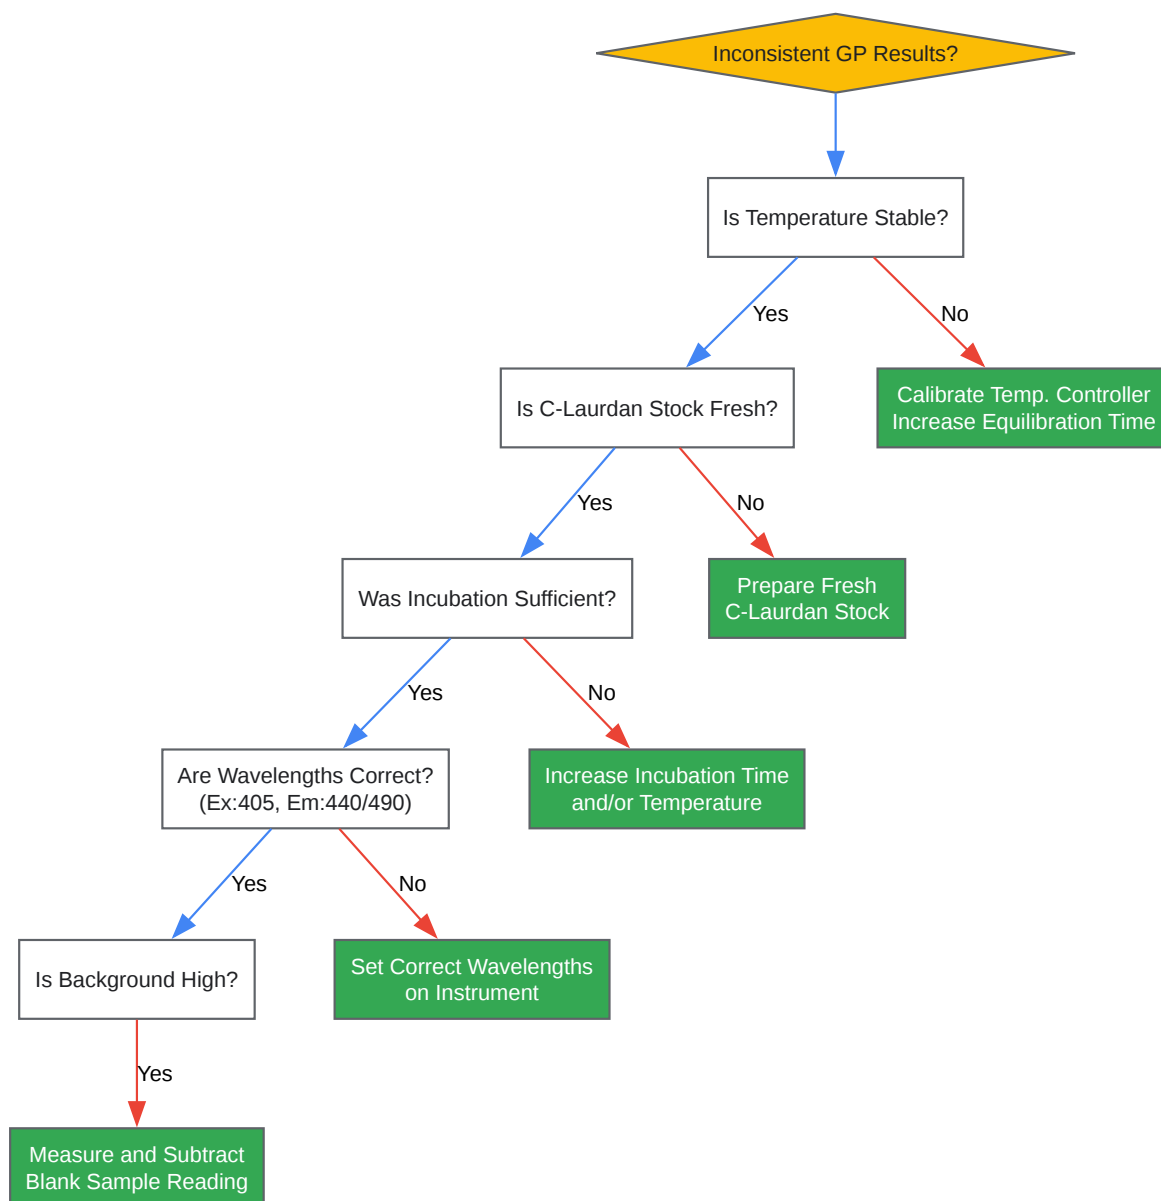 Inconsistent GP Results?
Is Temperature Stable?
Yes
No
Is C-Laurdan Stock Fresh?
Calibrate Temp. Controller
Increase Equilibration Time
Yes
No
Was Incubation Sufficient?
Prepare Fresh
C-Laurdan Stock
Yes
No
Are Wavelengths Correct?
(Ex:405, Em:440/490)
Increase Incubation Time
and/or Temperature
Yes
No
Is Background High?
Set Correct Wavelengths
on Instrument
Yes
Measure and Subtract
Blank Sample Reading